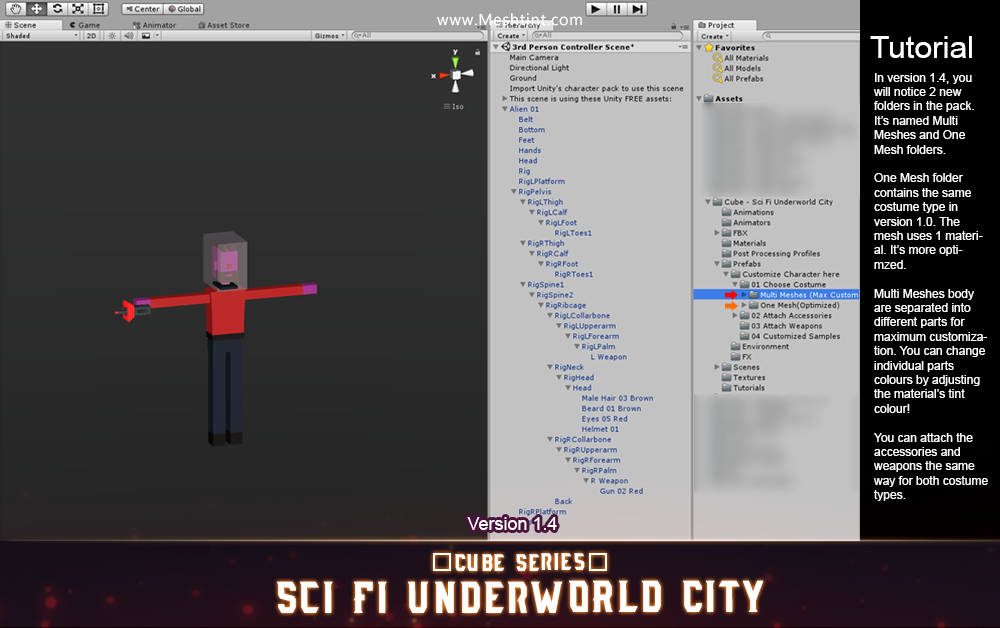 Center
Global
www.Mechtint.com
Scene
Game
Animator
Asset Store
Hierarchy
Project
Shaded
2D
Gizmos
All
Create
All
Create
y
x
Iso
3rd Person Controller Scene*
Main Camera
Directional Light
Ground
Import Unity's character pack to use this scene
This scene is using these Unity FREE assets:
Alien 01
Belt
Bottom
Feet
Hands
Head
Rig
RigLPlatform
RigPelvis
RigLThigh
RigLCalf
RigLFoot
RigLToes1
RigRThigh
RigRCalf
RigRFoot
RigRToes1
RigSpine1
RigSpine2
RigRibcage
RigLCollarbone
RigLUpperarm
RigLForearm
RigLPalm
L Weapon
RigNeck
RigHead
Head
Male Hair 03 Brown
Beard 01 Brown
Eyes 05 Red
Helmet 01
RigRCollarbone
RigRUpperarm
RigRForearm
RigRPalm
R Weapon
Gun 02 Red
Back
RigRPlatform
Favorites
All Materials
All Models
All Prefabs
Assets
Cube - Sci Fi Underworld City
Animations
Animators
FBX
Materials
Post Processing Profiles
Prefabs
Customize Character here
01 Choose Costume
Multi Meshes (Max Custom
One Mesh(Optimized)
02 Attach Accessories
03 Attach Weapons
04 Customized Samples
Environment
FX
Scenes
Textures
Tutorials
Tutorial
In version 1.4, you
will notice 2 new
folders in the pack.
It's named Multi
Meshes and One
Mesh folders.
One Mesh folder
contains the same
costume type in
version 1.0. The
mesh uses 1 materi-
al. It's more opti-
mzed.
Multi Meshes body
are separated into
different parts for
maximum customiza-
tion. You can change
individual parts
colours by adjusting
the material's tint
colour!
You can attach the
accessories and
weapons the same
way for both costume
types.
Version 1.4
CUBE SERIES
SCI FI UNDERWORLD CITY